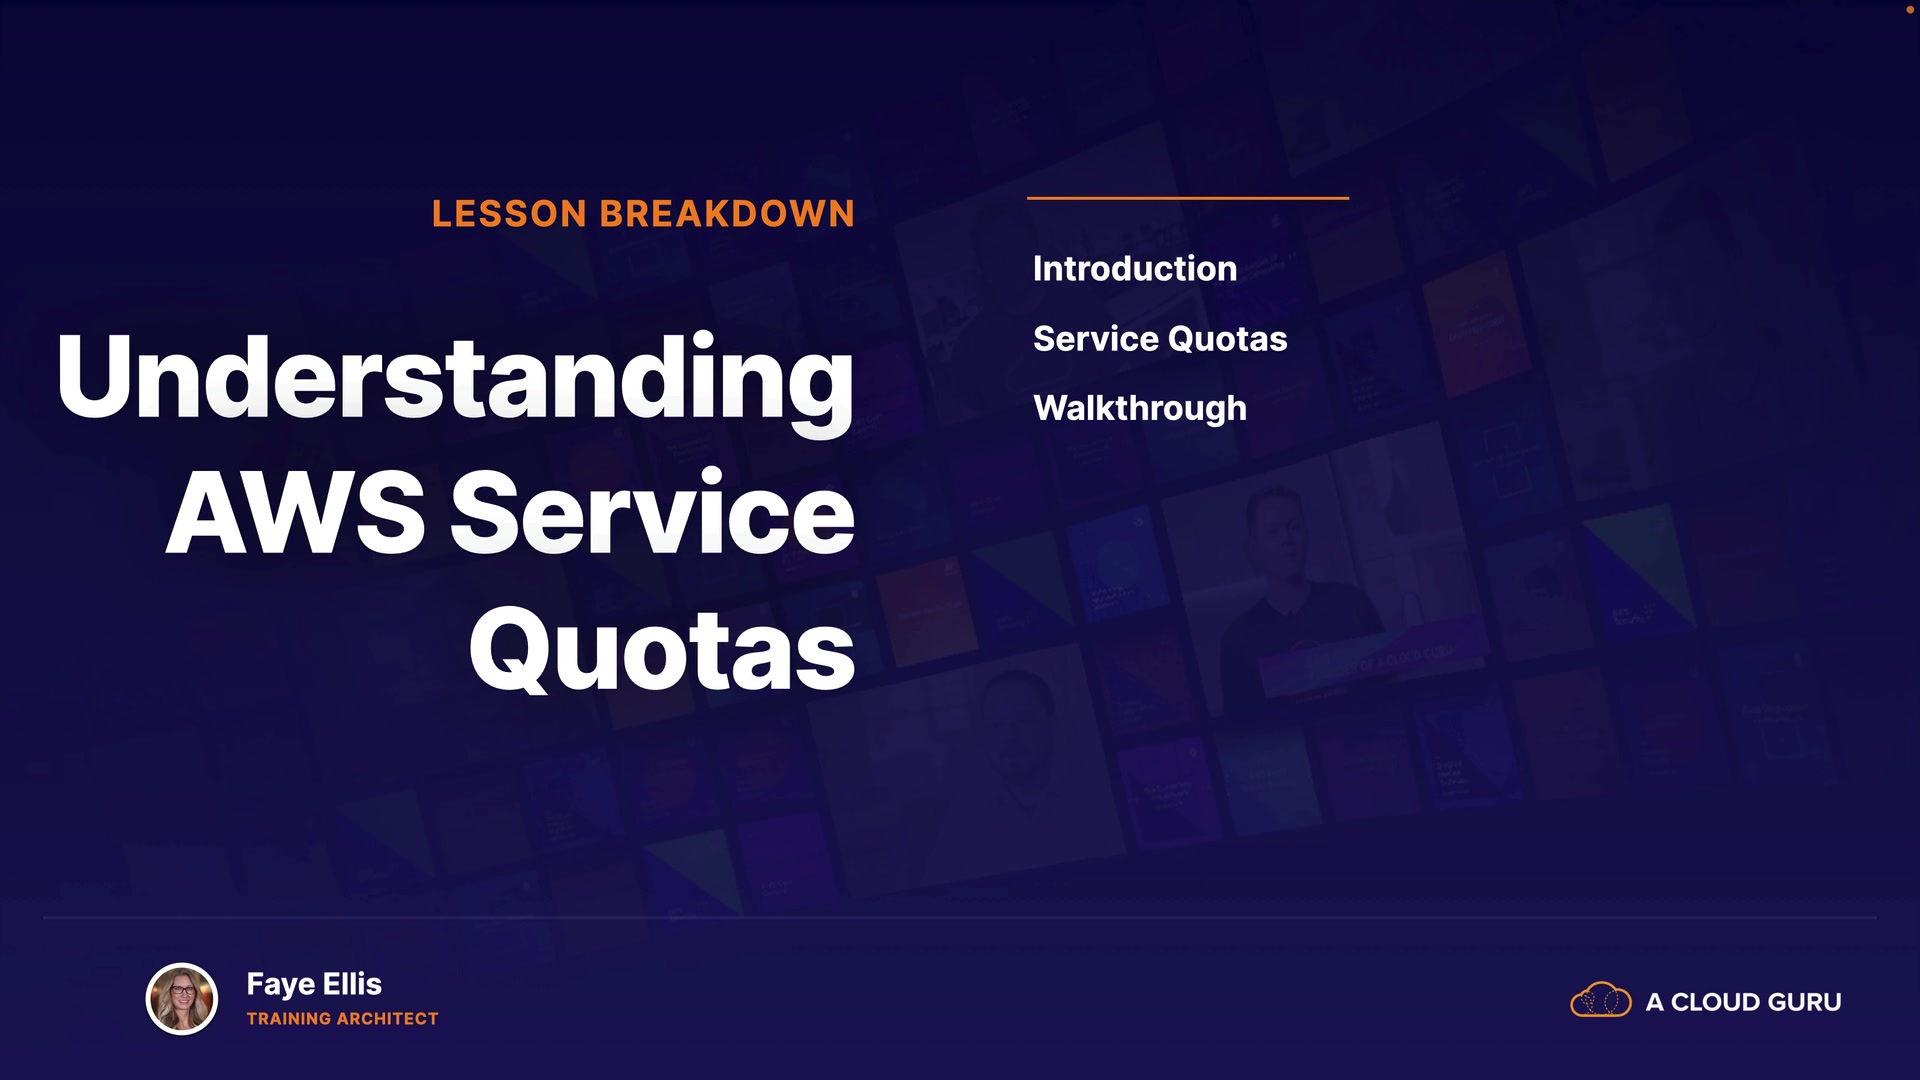 LESSON BREAKDOWN
Understanding
AWS Service
Quotas
Introduction
Service Quotas
Walkthrough
Faye Ellis
TRAINING ARCHITECT
A CLOUD GURU